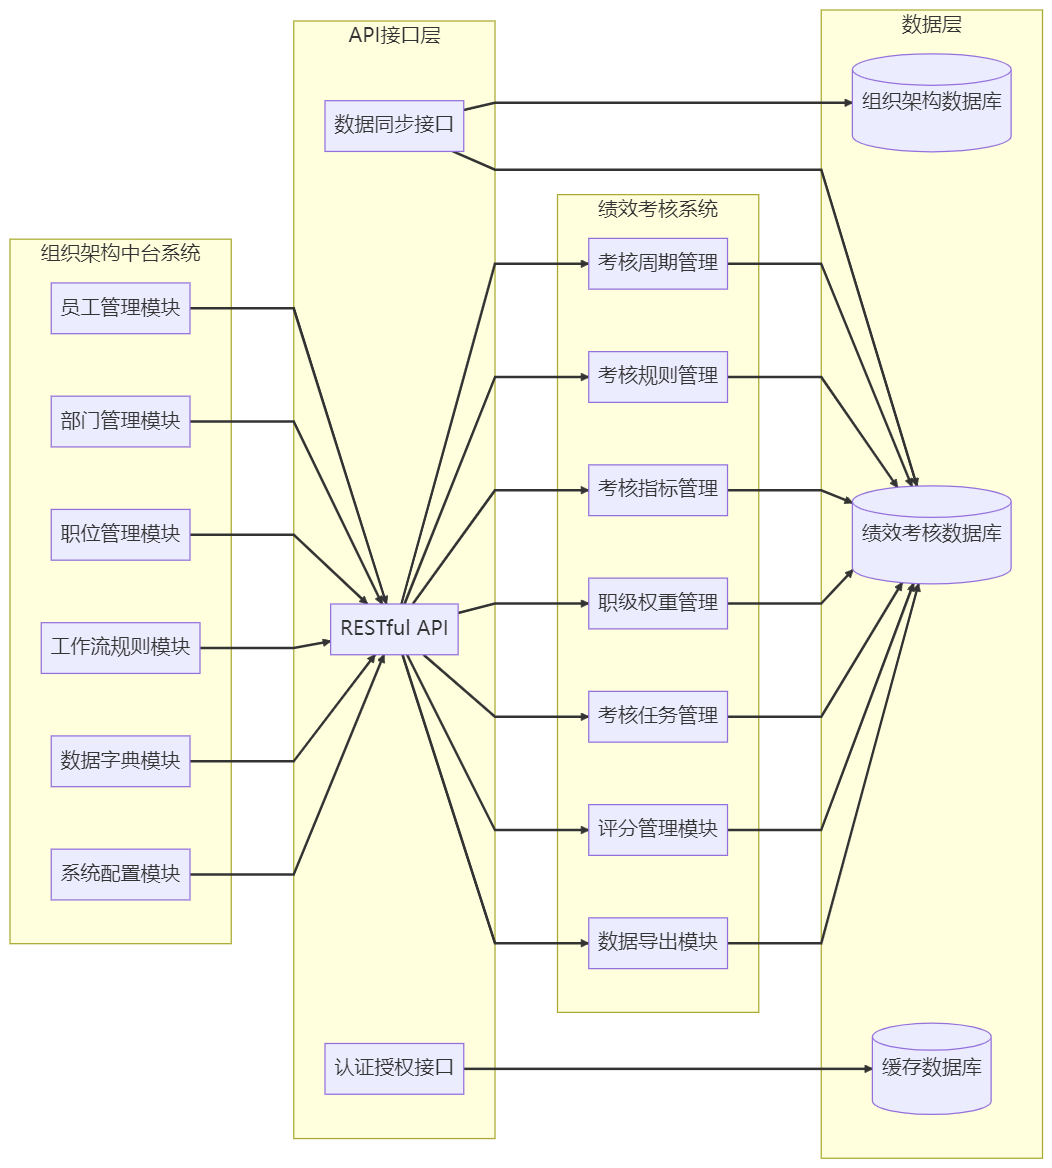 组织架构中台系统
员工管理模块
部门管理模块
职位管理模块
工作流规则模块
数据字典模块
系统配置模块
API接口层
数据同步接口
RESTful API
认证授权接口
绩效考核系统
考核周期管理
考核规则管理
考核指标管理
职级权重管理
考核任务管理
评分管理模块
数据导出模块
数据层
组织架构数据库
绩效考核数据库
缓存数据库